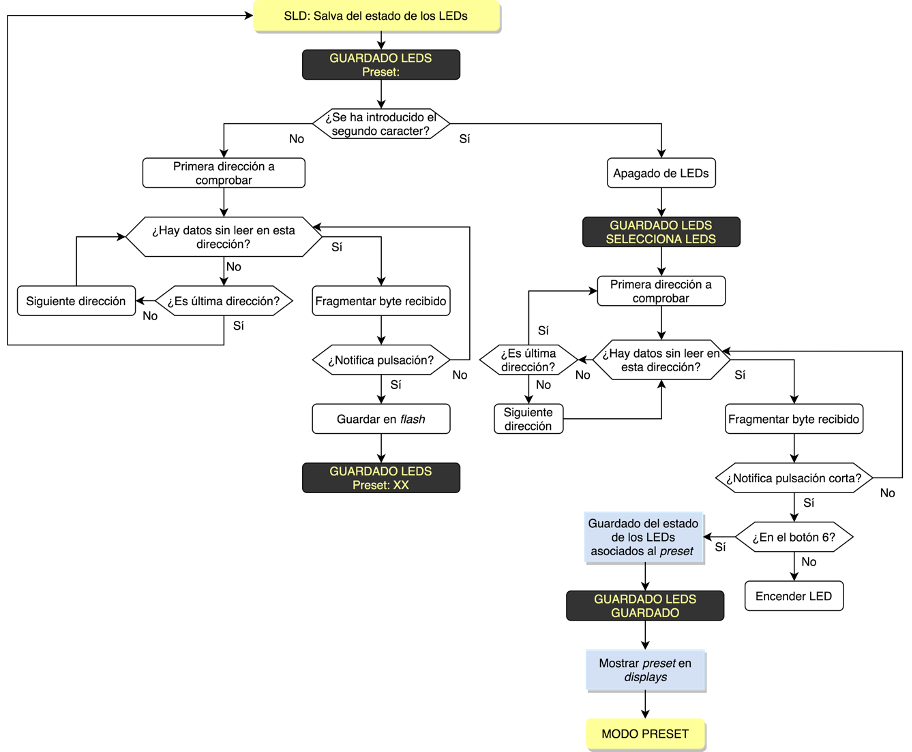 SLD: Salva del estado de los LEDs
GUARDADO LEDS
Preset:
¿Se ha introducido el
segundo caracter?
No
Sí
Primera dirección a
comprobar
¿Hay datos sin leer en esta
dirección?
Sí
No
Siguiente dirección
No
¿Es última dirección?
Sí
Fragmentar byte recibido
¿Notifica pulsación?
No
Sí
Guardar en flash
GUARDADO LEDS
Preset: XX
Apagado de LEDs
GUARDADO LEDS
SELECCIONA LEDS
Primera dirección a
comprobar
Sí
¿Es última
dirección?
No
No
¿Hay datos sin leer en
esta dirección?
Sí
Siguiente
dirección
Fragmentar byte recibido
¿Notifica pulsación corta?
No
Sí
¿En el botón 6?
Sí
No
Encender LED
Guardado del estado
de los LEDs
asociados al preset
GUARDADO LEDS
GUARDADO
Mostrar preset en
displays
MODO PRESET